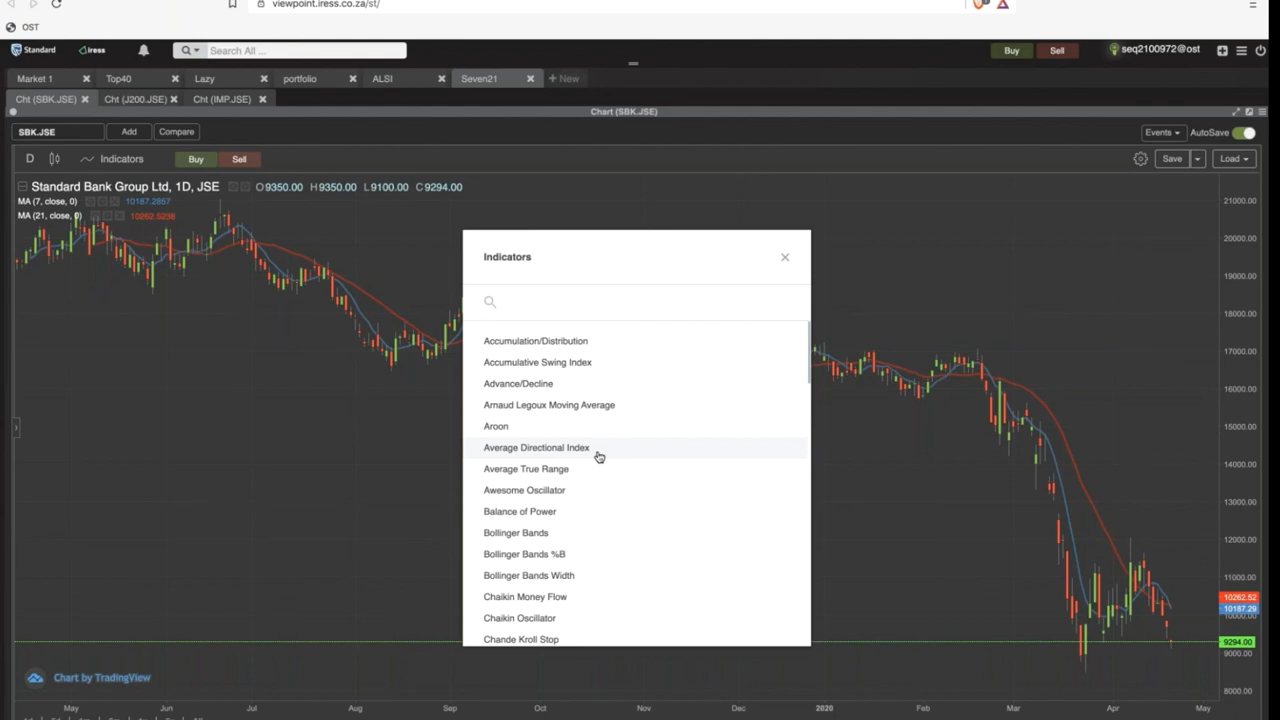 viewpoint.iress.co.za/st/
OST
Standard iress Search All ... Buy Sell seq2100972@ost
Market 1 Top40 Lazy portfolio ALSI Seven21 New
Cht (SBK.JSE) Cht (J200.JSE) Cht (IMP.JSE)
Chart (SBK.JSE)
SBK.JSE Add Compare Events AutoSave
D Indicators Buy Sell Save Load
Standard Bank Group Ltd, 1D, JSE O9350.00 H9350.00 L9100.00 C9294.00
MA (7, close, 0) 10187.2857
MA (21, close, 0) 10262.5238
21000.00
20000.00
19000.00
18000.00
17000.00
16000.00
15000.00
14000.00
13000.00
12000.00
11000.00
10262.52
10187.29
10000.00
9294.00
9000.00
8000.00
Indicators
Accumulation/Distribution
Accumulative Swing Index
Advance/Decline
Arnaud Legoux Moving Average
Aroon
Average Directional Index
Average True Range
Awesome Oscillator
Balance of Power
Bollinger Bands
Bollinger Bands %B
Bollinger Bands Width
Chaikin Money Flow
Chaikin Oscillator
Chande Kroll Stop
Chart by TradingView
May Jun Jul Aug Sep Oct Nov Dec 2020 Feb Mar Apr May